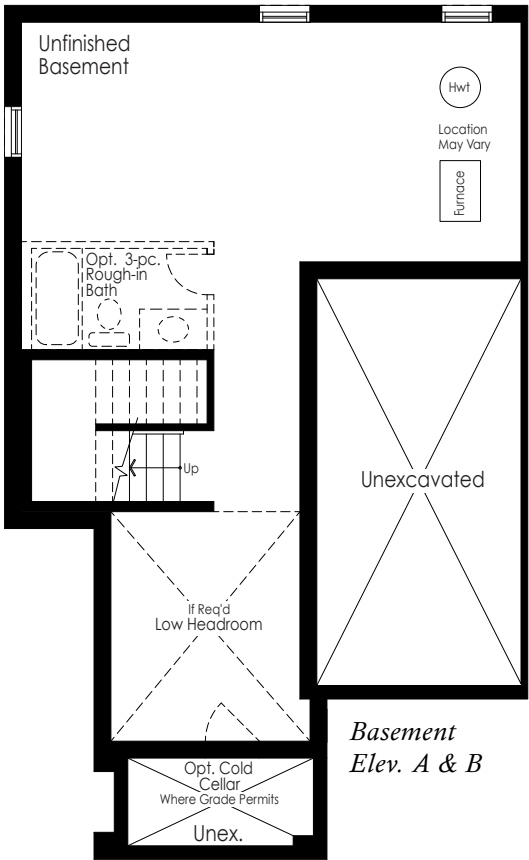 Unfinished
Basement
Hwt
Location
May Vary
Furnace
Opt. 3-pc.
Rough-in
Bath
Up
Unexcavated
If Req'd
Low Headroom
Basement
Elev. A & B
Opt. Cold
Cellar
Where Grade Permits
Unex.